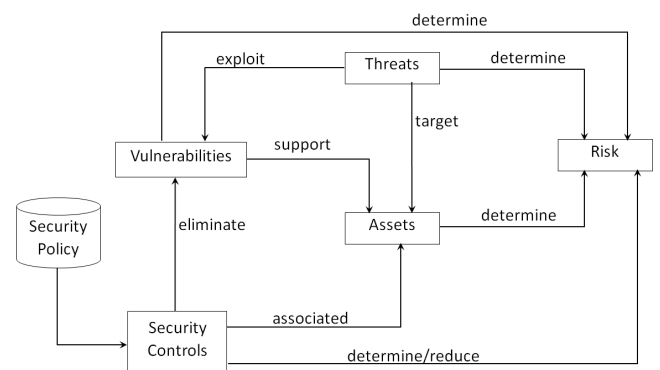 determine
Threats
exploit
determine
target
Vulnerabilities
support
Risk
Security
Policy
eliminate
Assets
determine
Security
Controls
associated
determine/reduce